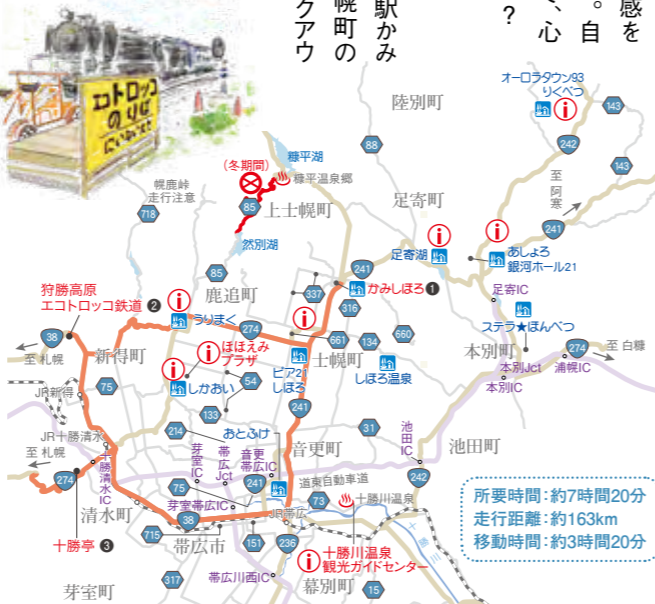 感を
。自
、心
？
駅かみ
幌町の
クアウ
エコトロッコ
のりば
オーロラタウン93
りくべつ
陸別町
143
242
143
88
糠平湖
(冬期間)
糠平温泉郷
足寄町
至 阿寒
幌鹿峠
走行注意
718
85
上士幌町
241
足寄湖
あしょろ
銀河ホール21
然別湖
241
85
337
かみしほろ❶
足寄IC
狩勝高原
エコトロッコ鉄道 ❷
鹿追町
316
うりまく
274
661
134
660
ステラ★ほんべつ
38
至 札幌
新得町
ほほえみ
プラザ
士幌町
本別町
274
至 白糠
ピア21
しほろ
しほろ温泉
本別Jct
浦幌IC
JR新得
75
しかおい
54
本別IC
241
133
JR十勝清水
214
おとふけ
31
池田IC
至 札幌
芽室IC
帯広Jct
音更帯広IC
音更町
池田町
274
十勝清水IC
75
241
道東自動車道
242
芽室帯広IC
73
十勝川温泉
清水町
38
JR帯広
十勝川
十勝亭 ❸
715
帯広市
151
236
十勝川温泉
観光ガイドセンター
317
帯広川西IC
幕別町
芽室町
15
所要時間：約7時間20分
走行距離：約163km
移動時間：約3時間20分